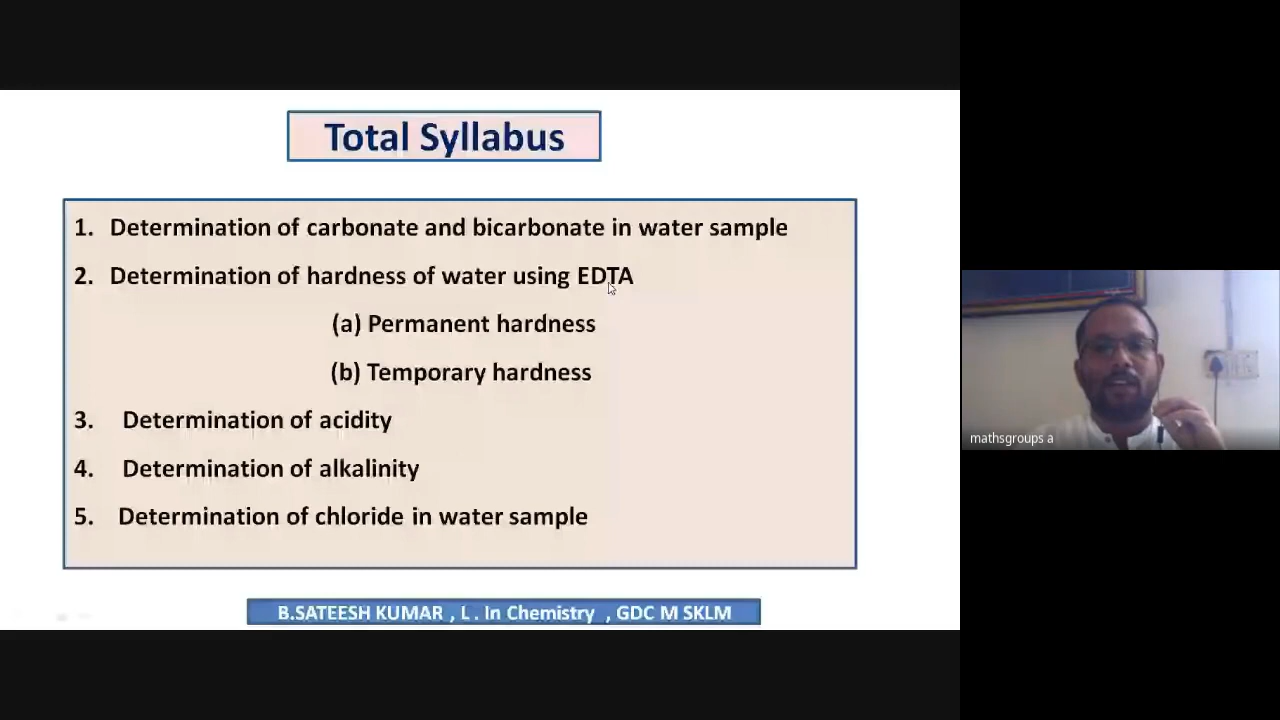 Total Syllabus
1. Determination of carbonate and bicarbonate in water sample
2. Determination of hardness of water using EDTA
(a) Permanent hardness
(b) Temporary hardness
3. Determination of acidity
4. Determination of alkalinity
5. Determination of chloride in water sample
B.SATEESH KUMAR , L . In Chemistry , GDC M SKLM
mathsgroups a